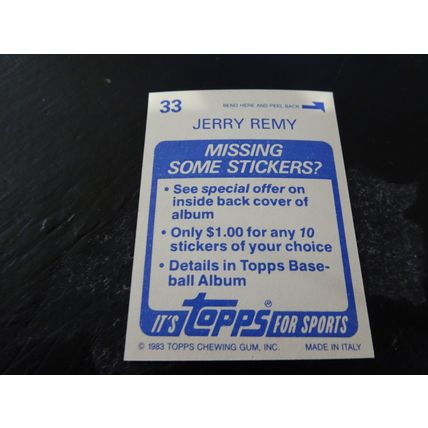 33
BEND HERE AND PEEL BACK
JERRY REMY
MISSING
SOME STICKERS?
• See special offer on
inside back cover of
album
• Only $1.00 for any 10
stickers of your choice
• Details in Topps Base-
ball Album
IT'S Topps® FOR SPORTS
© 1983 TOPPS CHEWING GUM, INC. MADE IN ITALY